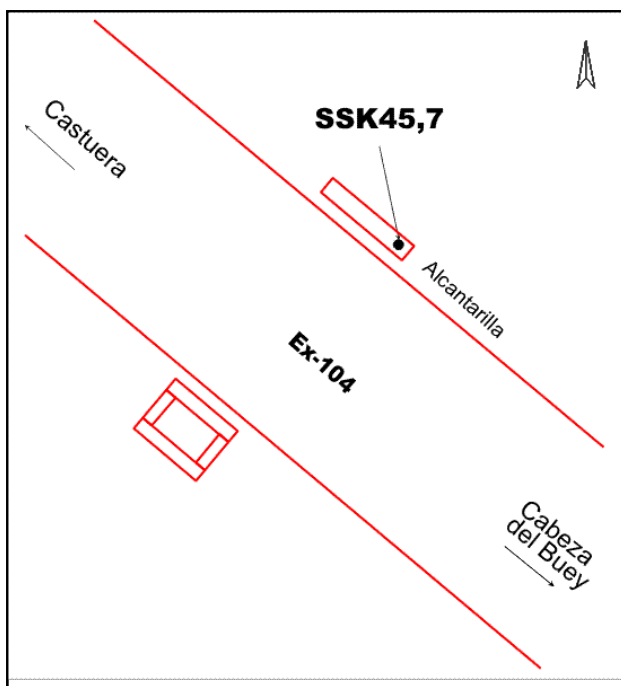 Castuera
SSK45,7
Alcantarilla
Ex-104
Cabeza
del Buey